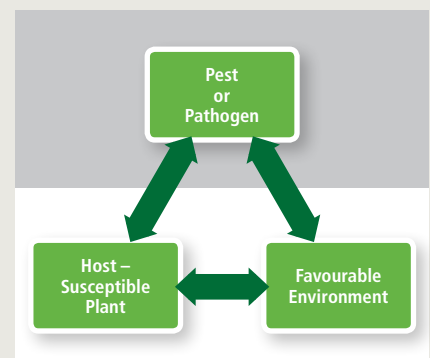 Pest
or
Pathogen
Host –
Susceptible
Plant
Favourable
Environment